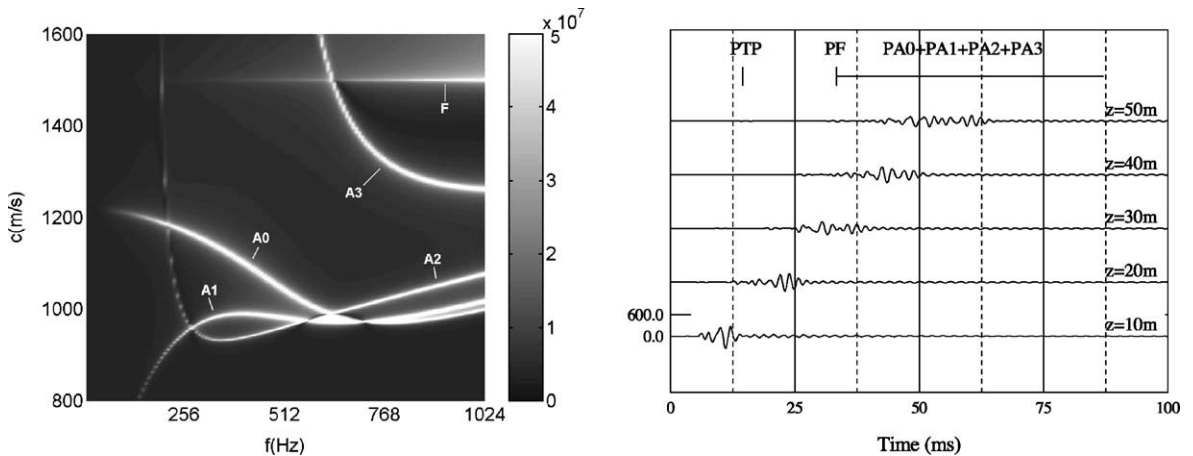 x 10⁷
1600
1400
1200
1000
800
c(m/s)
256
512
768
1024
f(Hz)
F
A3
A0
A2
A1
5
4
3
2
1
0
PTP
PF
PA0+PA1+PA2+PA3
z=50m
z=40m
z=30m
z=20m
z=10m
600.0
0.0
0
25
50
75
100
Time (ms)